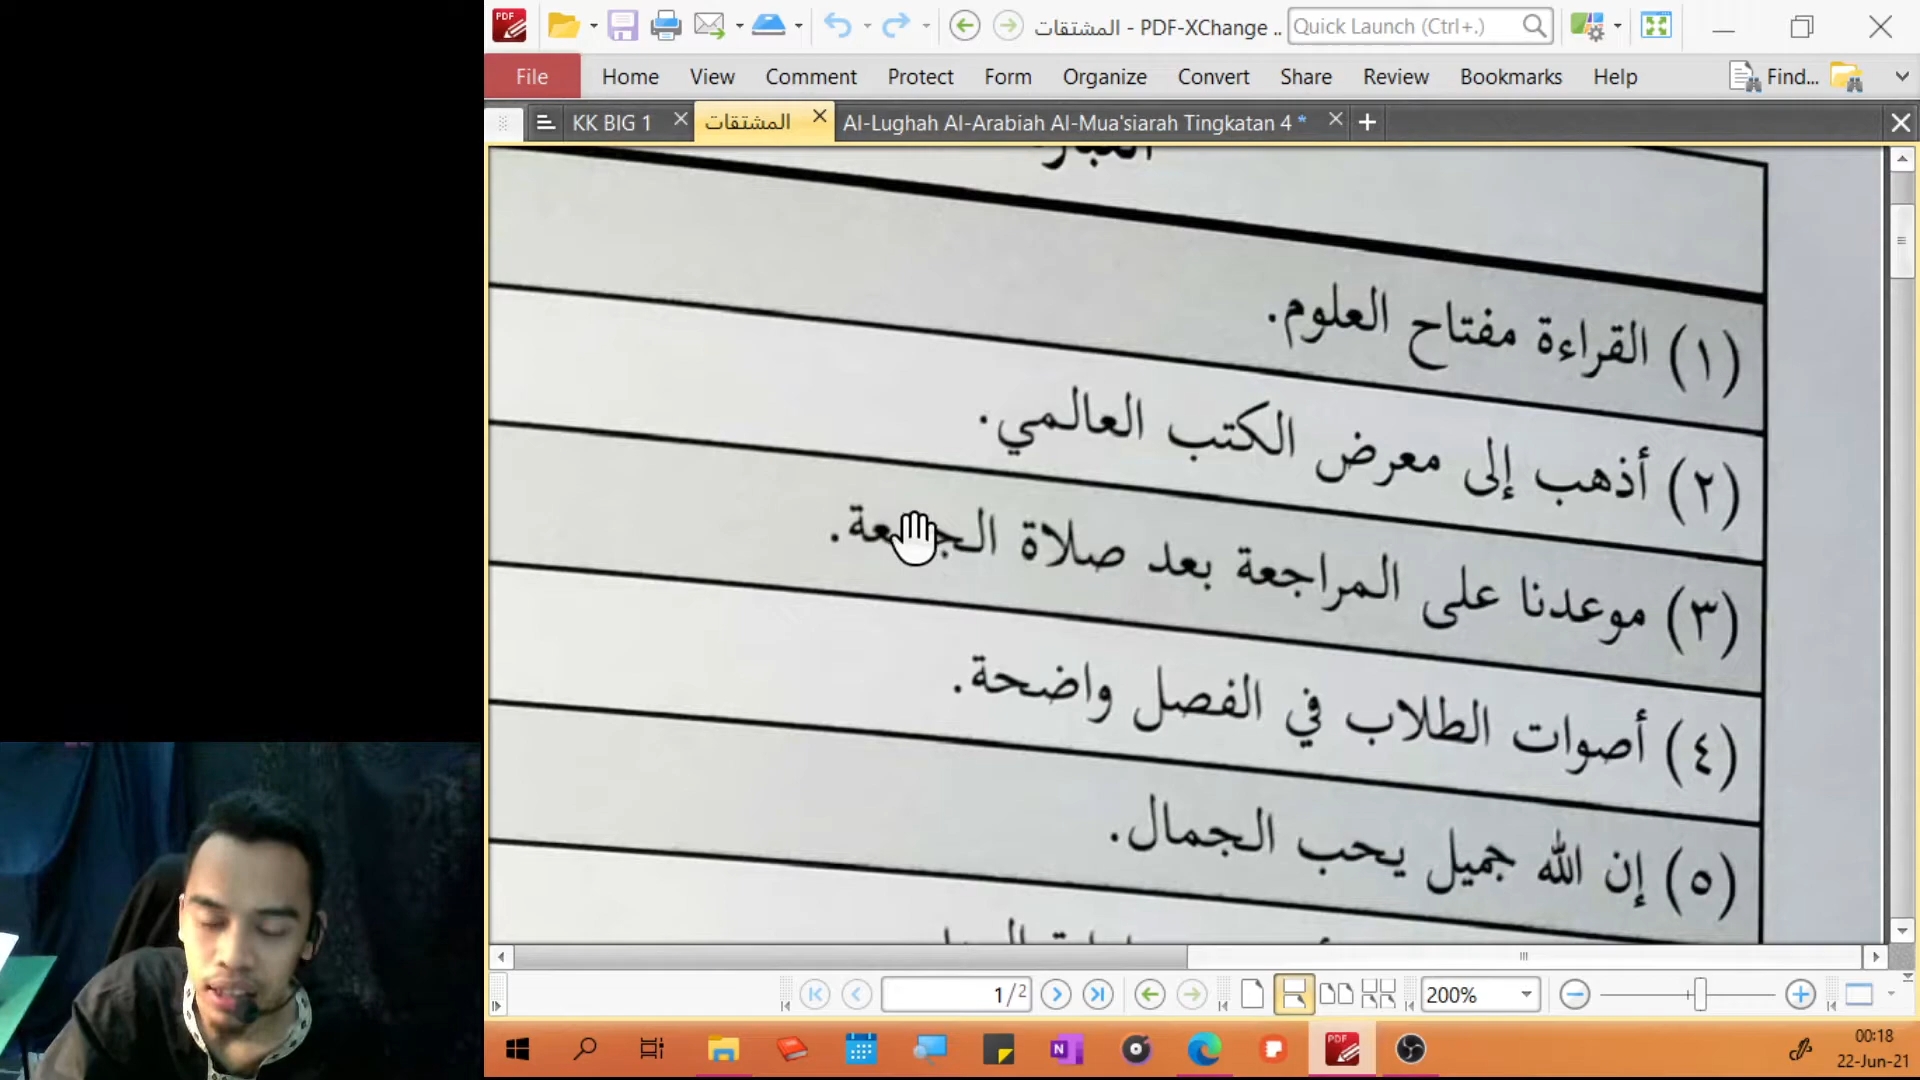 المشتقات - PDF-XChange ..
Quick Launch (Ctrl+.)
File Home View Comment Protect Form Organize Convert Share Review Bookmarks Help Find...
KK BIG 1
المشتقات
Al-Lughah Al-Arabiah Al-Mua'siarah Tingkatan 4 *
(١) القراءة مفتاح العلوم.
(٢) أذهب إلى معرض الكتب العالمي.
(٣) موعدنا على المراجعة بعد صلاة الجمعة.
(٤) أصوات الطلاب في الفصل واضحة.
(٥) إن الله جميل يحب الجمال.
1/2
200%
00:18
22-Jun-21